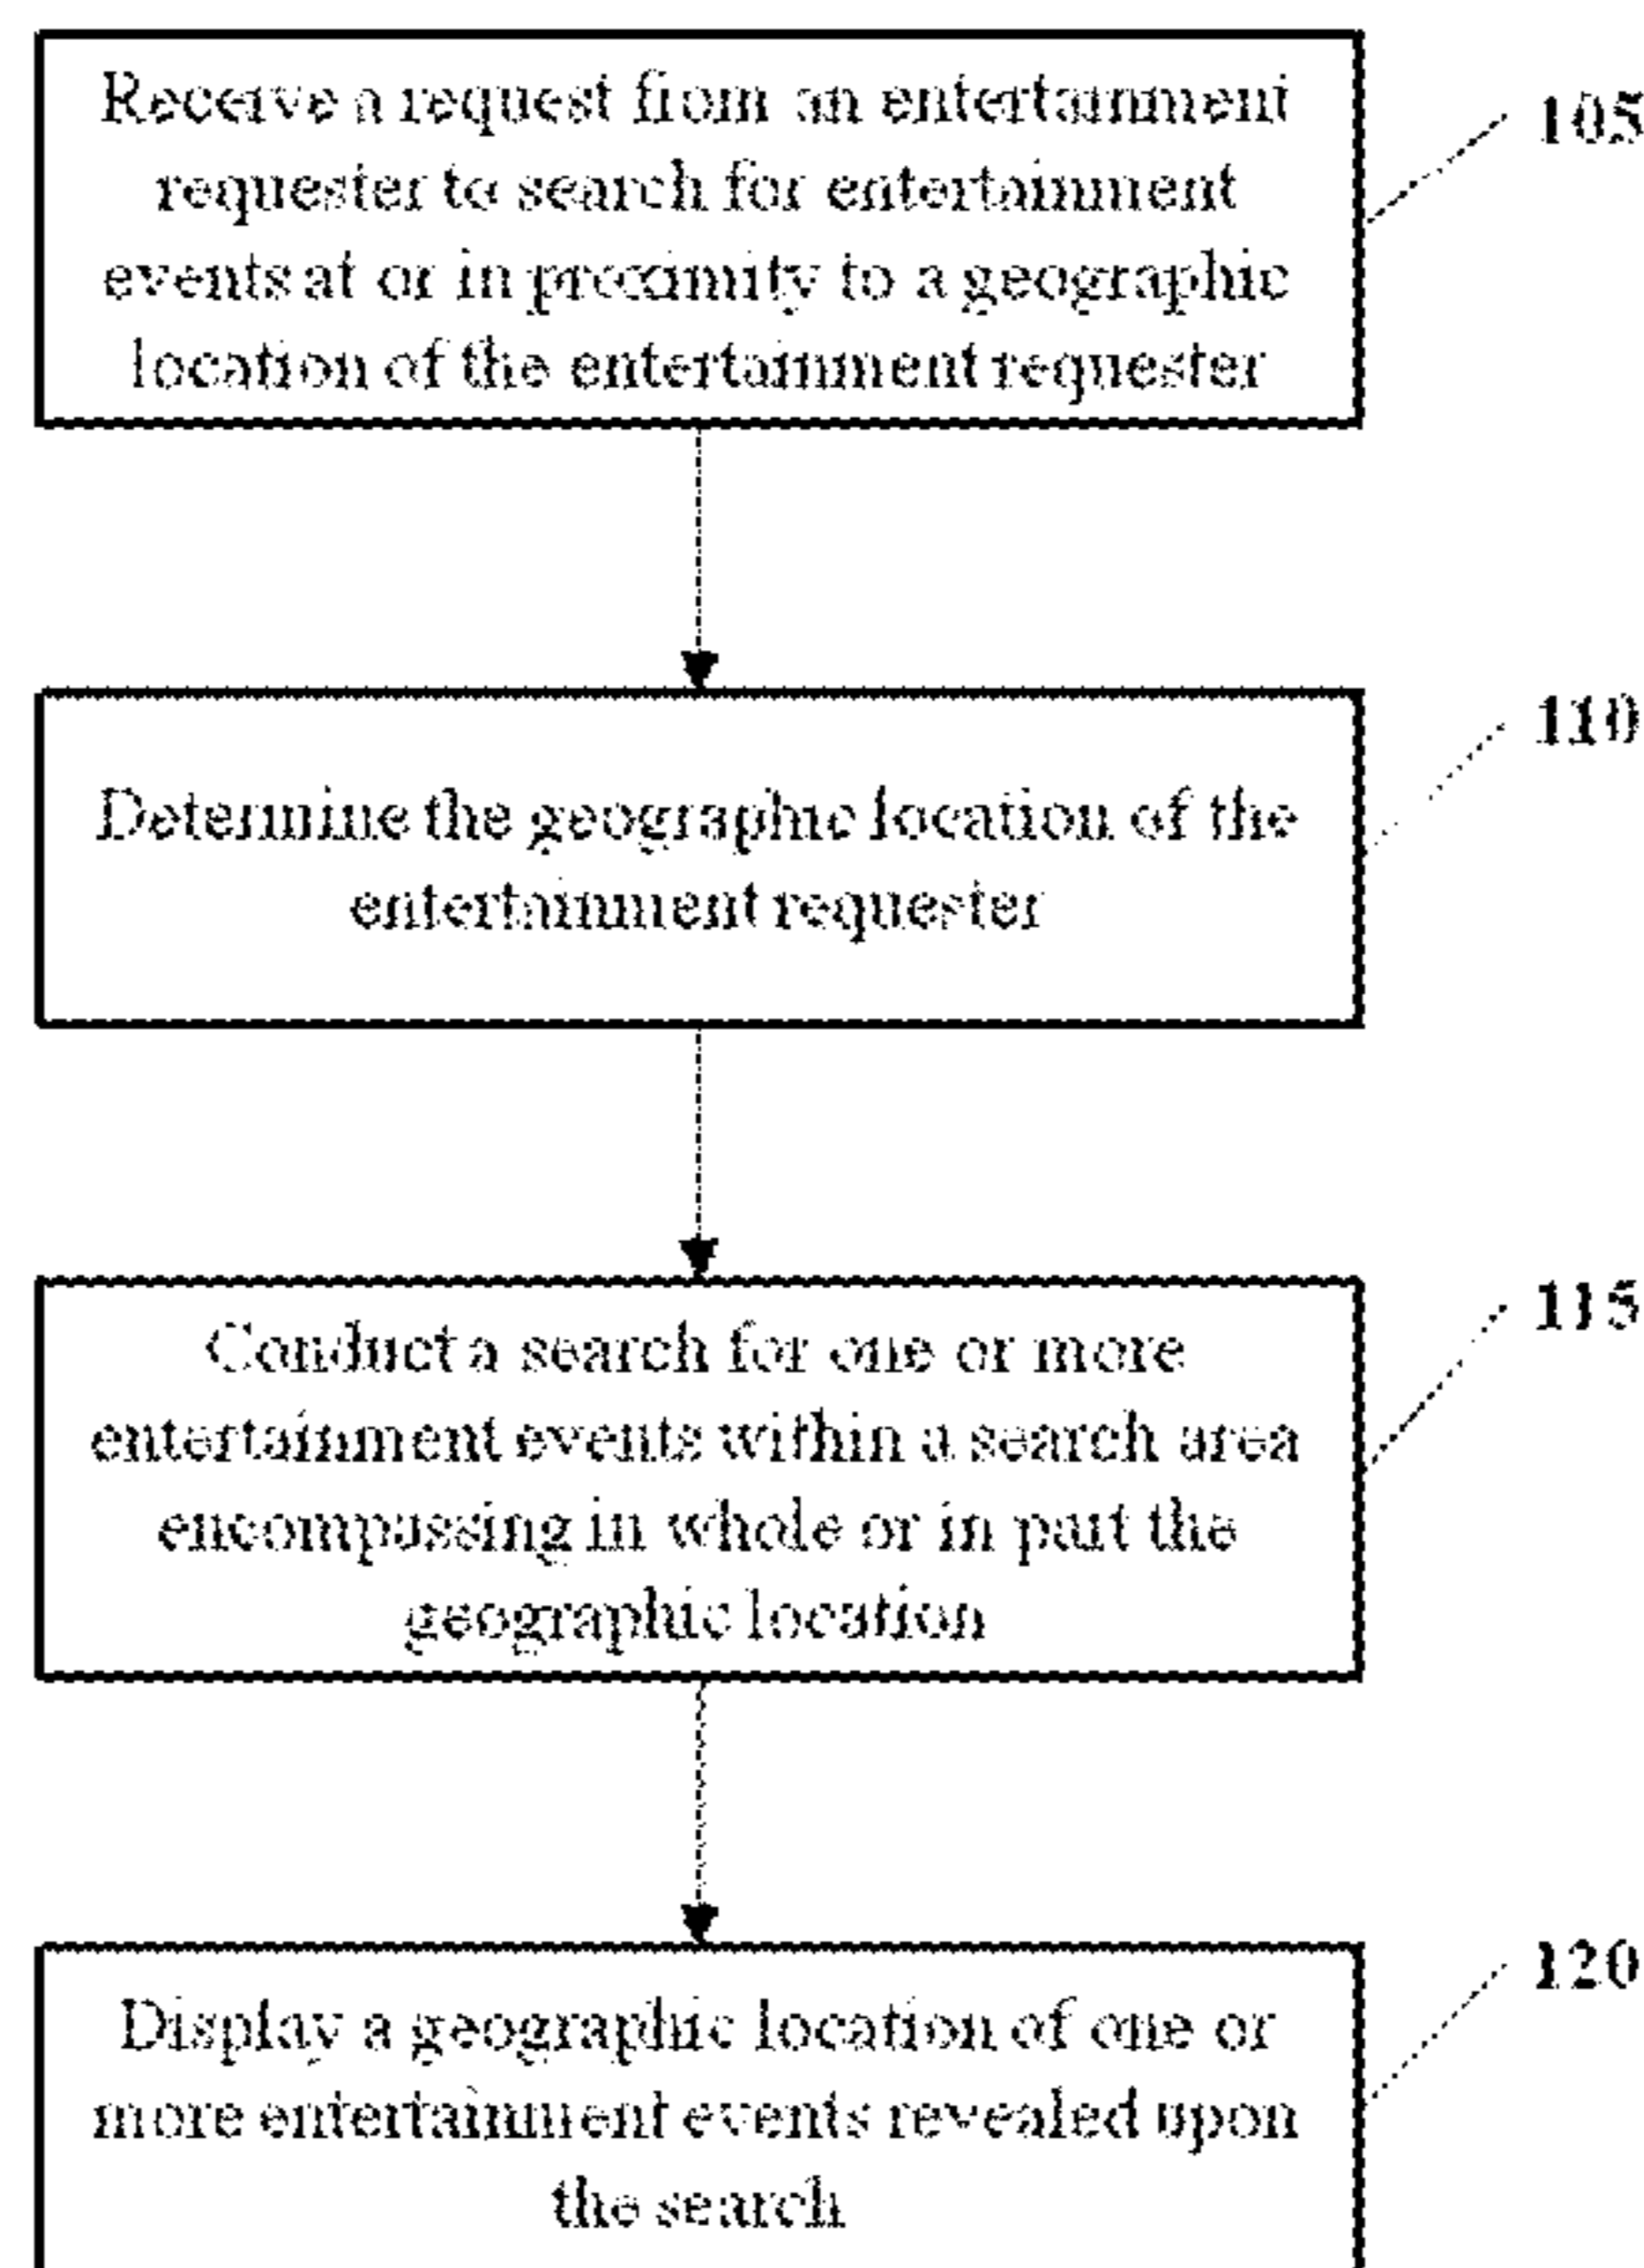 Receive a request from an entertainment
requester to search for entertainment
events at or in proximity to a geographic
location of the entertainment requester
105
Determine the geographic location of the
entertainment requester
110
Conduct a search for one or more
entertainment events within a search area
encompassing in whole or in part the
geographic location
115
Display a geographic location of one or
more entertainment events revealed upon
the search
120